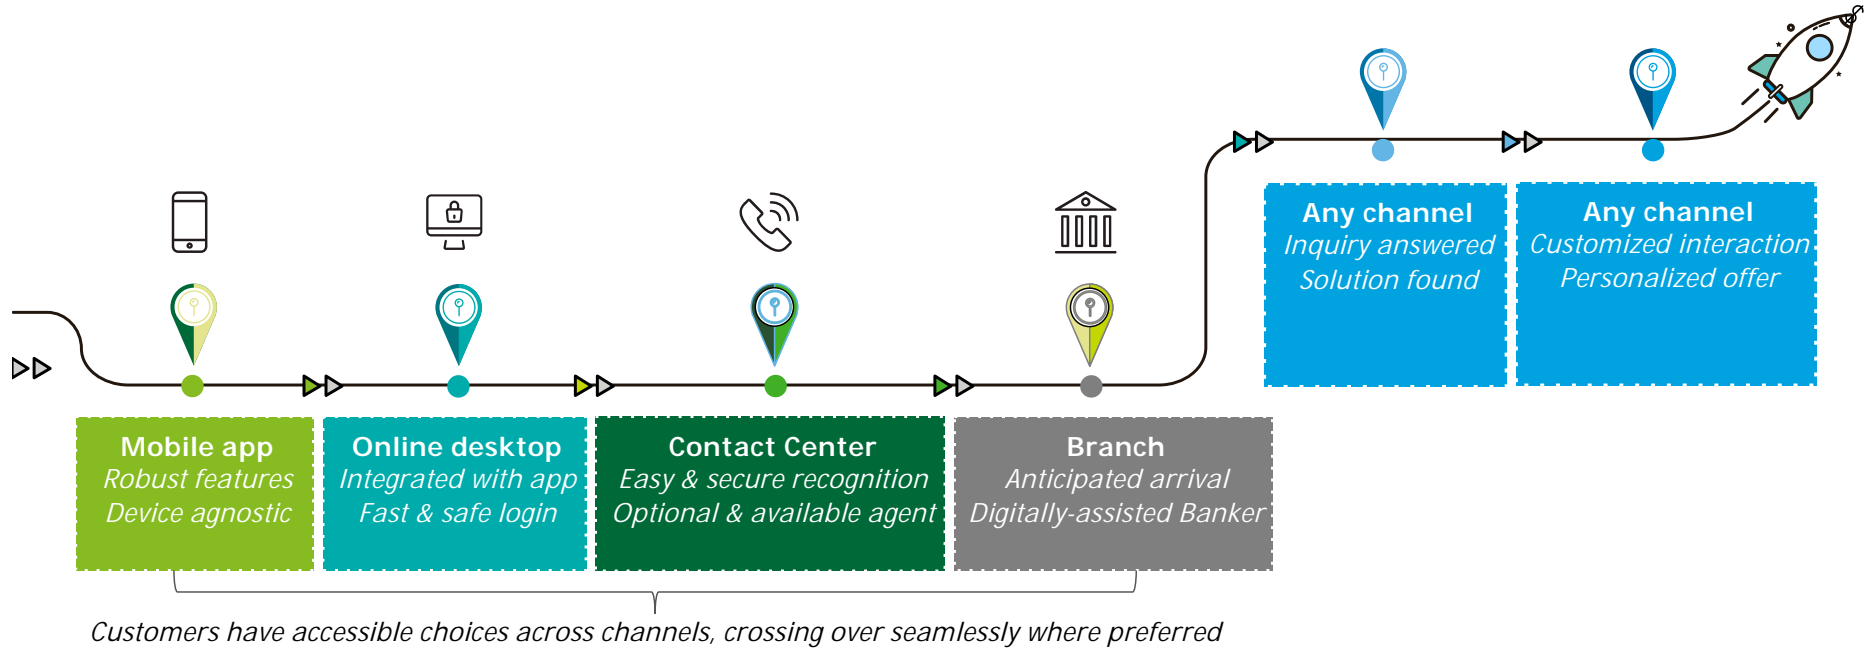 Any channel
Inquiry answered
Solution found
Any channel
Customized interaction
Personalized offer
Mobile app
Robust features
Device agnostic
Online desktop
Integrated with app
Fast & safe login
Contact Center
Easy & secure recognition
Optional & available agent
Branch
Anticipated arrival
Digitally-assisted Banker
Customers have accessible choices across channels, crossing over seamlessly where preferred